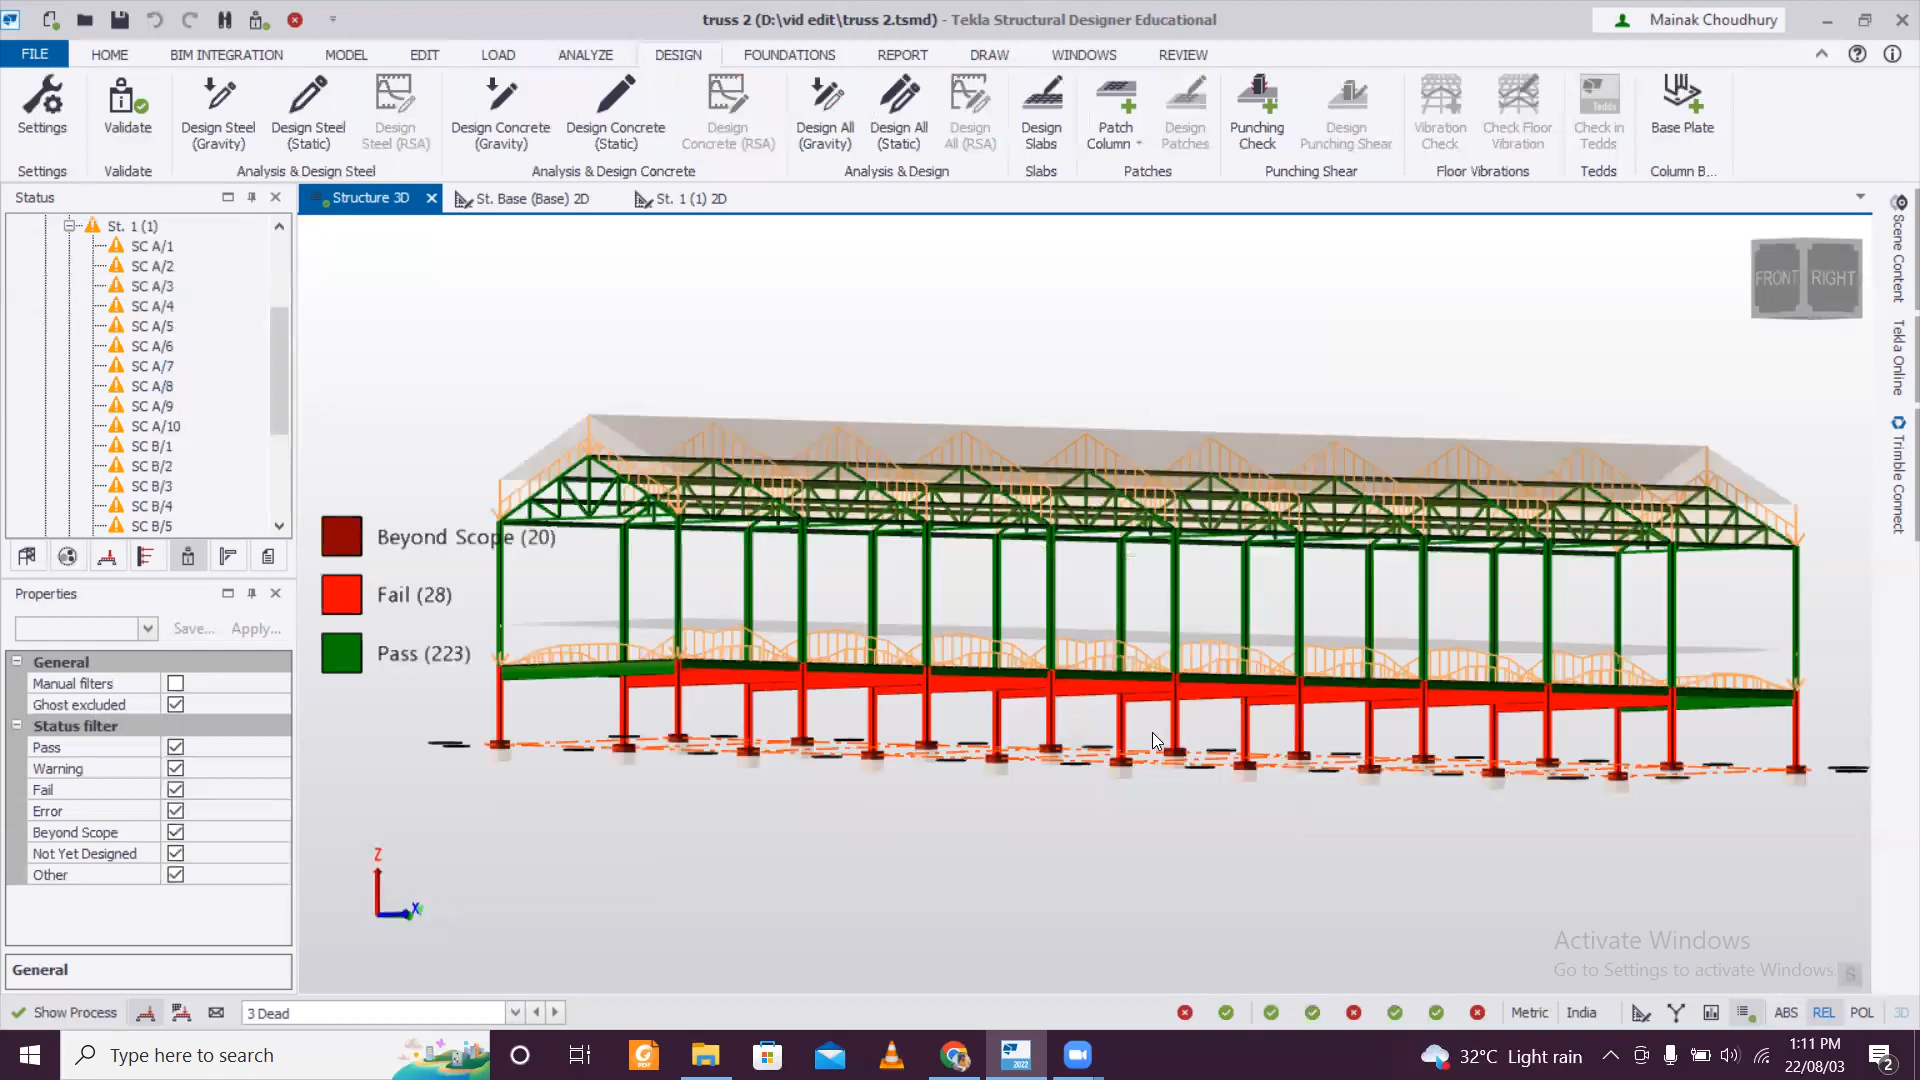 truss 2 (D:\vid edit\truss 2.tsmd) - Tekla Structural Designer Educational
Mainak Choudhury
FILE HOME BIM INTEGRATION MODEL EDIT LOAD ANALYZE DESIGN FOUNDATIONS REPORT DRAW WINDOWS REVIEW
Settings
Validate
Design Steel (Gravity)
Design Steel (Static)
Design Steel (RSA)
Design Concrete (Gravity)
Design Concrete (Static)
Design Concrete (RSA)
Design All (Gravity)
Design All (Static)
Design All (RSA)
Design Slabs
Patch Column
Design Patches
Punching Check
Design Punching Shear
Vibration Check
Check Floor Vibration
Check in Tedds
Tedds
Base Plate
Settings Validate Analysis & Design Steel Analysis & Design Concrete Analysis & Design Slabs Patches Punching Shear Floor Vibrations Tedds Column B...
Status
Structure 3D
St. Base (Base) 2D
St. 1 (1) 2D
St. 1 (1)
SC A/1
SC A/2
SC A/3
SC A/4
SC A/5
SC A/6
SC A/7
SC A/8
SC A/9
SC A/10
SC B/1
SC B/2
SC B/3
SC B/4
SC B/5
Properties
Save... Apply...
General
Manual filters
Ghost excluded
Status filter
Pass
Warning
Fail
Error
Beyond Scope
Not Yet Designed
Other
General
Beyond Scope (20)
Fail (28)
Pass (223)
FRONT RIGHT
Scene Content
Tekla Online
Trimble Connect
Z
X
Activate Windows
Go to Settings to activate Windows.
Show Process
3 Dead
Metric India ABS REL POL 3D
Type here to search
PDF
2022
32°C Light rain
1:11 PM
22/08/03
2